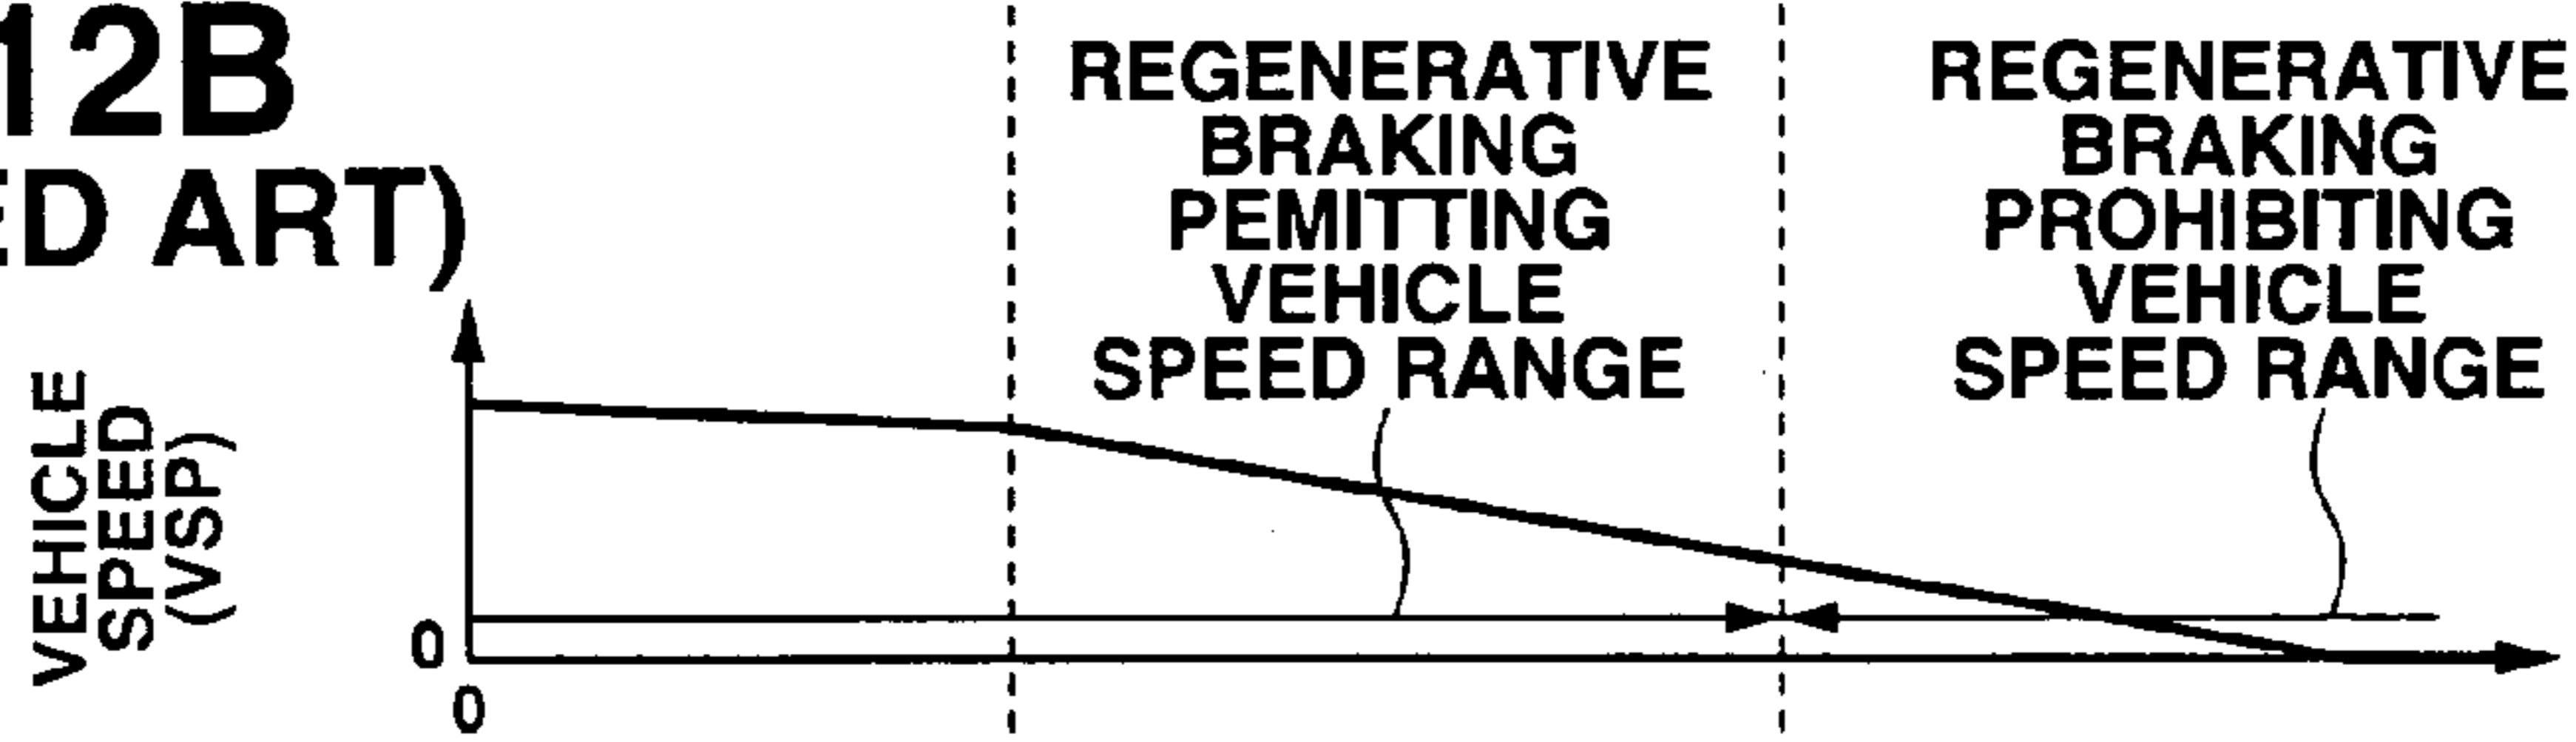 12B
ED ART)
REGENERATIVE
BRAKING
PEMITTING
VEHICLE
SPEED RANGE
REGENERATIVE
BRAKING
PROHIBITING
VEHICLE
SPEED RANGE
VEHICLE
SPEED
(VSP)
0
0